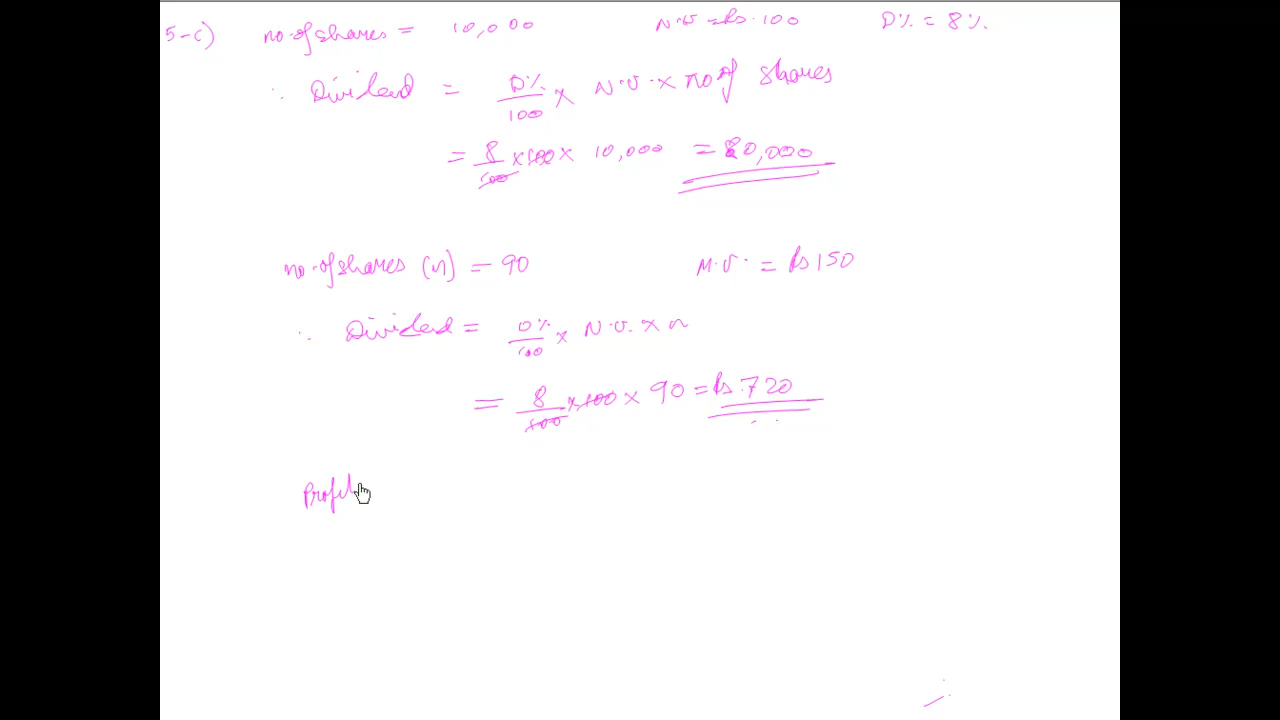 5-c) no.of shares = 10,000 N.V = Rs.100 D% = 8%.
∴ Dividend = D%/100 × N.V. × no of shares
= 8/100 × 100 × 10,000 = 80,000
no.of shares (n) = 90 M.V. = Rs 150
∴ Dividend = D%/100 × N.V. × n
= 8/100 × 100 × 90 = Rs.720
Profit